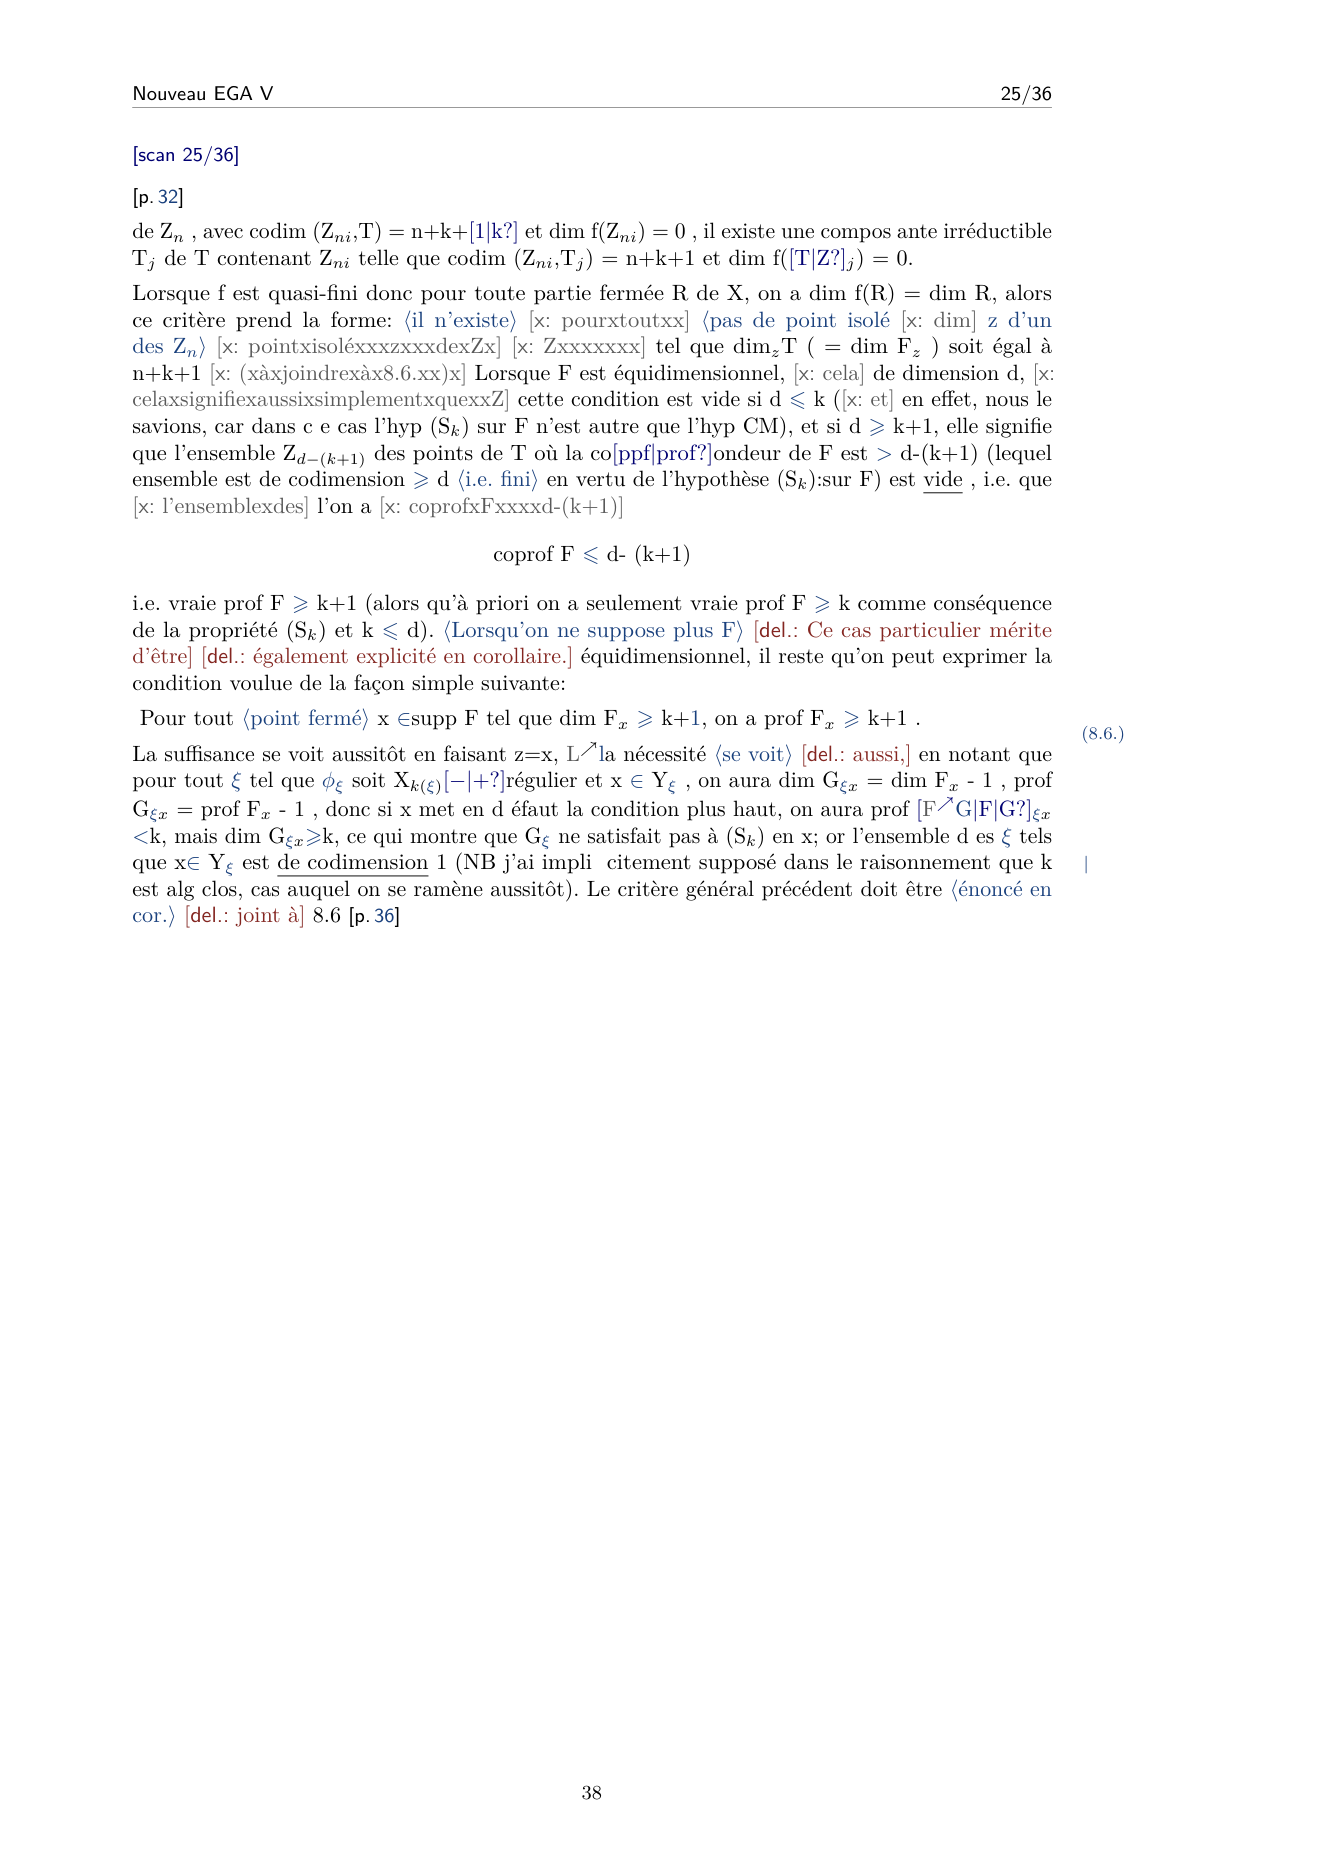 Nouveau EGA V 25/36
[scan 25/36]
[p. 32]
de Zₙ , avec codim (Zₙᵢ,T) = n+k+[1|k?] et dim f(Zₙᵢ) = 0 , il existe une compos ante irréductible
Tⱼ de T contenant Zₙᵢ telle que codim (Zₙᵢ,Tⱼ) = n+k+1 et dim f([T|Z?]ⱼ) = 0.
Lorsque f est quasi-fini donc pour toute partie fermée R de X, on a dim f(R) = dim R, alors
ce critère prend la forme: ⟨il n'existe⟩ [x: pourxtoutxx] ⟨pas de point isolé [x: dim] z d'un
des Zₙ⟩ [x: pointxisoléxxxzxxxdexZx] [x: Zxxxxxxx] tel que dim_z T ( = dim F_z ) soit égal à
n+k+1 [x: (xàxjoindrexàx8.6.xx)x] Lorsque F est équidimensionnel, [x: cela] de dimension d, [x:
celaxsignifiexaussixsimplementxquexxZ] cette condition est vide si d ⩽ k ([x: et] en effet, nous le
savions, car dans c e cas l'hyp (Sₖ) sur F n'est autre que l'hyp CM), et si d ⩾ k+1, elle signifie
que l'ensemble Z_{d−(k+1)} des points de T où la co[ppf|prof?]ondeur de F est > d-(k+1) (lequel
ensemble est de codimension ⩾ d ⟨i.e. fini⟩ en vertu de l'hypothèse (Sₖ):sur F) est vide , i.e. que
[x: l'ensemblexdes] l'on a [x: coprofxFxxxxd-(k+1)]
coprof F ⩽ d- (k+1)
i.e. vraie prof F ⩾ k+1 (alors qu'à priori on a seulement vraie prof F ⩾ k comme conséquence
de la propriété (Sₖ) et k ⩽ d). ⟨Lorsqu'on ne suppose plus F⟩ [del.: Ce cas particulier mérite
d'être] [del.: également explicité en corollaire.] équidimensionnel, il reste qu'on peut exprimer la
condition voulue de la façon simple suivante:
Pour tout ⟨point fermé⟩ x ∈supp F tel que dim Fₓ ⩾ k+1, on a prof Fₓ ⩾ k+1 .
(8.6.)
La suffisance se voit aussitôt en faisant z=x, L↗la nécessité ⟨se voit⟩ [del.: aussi,] en notant que
pour tout ξ tel que ϕ_ξ soit X_{k(ξ)}[−|+?]régulier et x ∈ Y_ξ , on aura dim G_{ξx} = dim Fₓ - 1 , prof
G_{ξx} = prof Fₓ - 1 , donc si x met en d éfaut la condition plus haut, on aura prof [F↗G|F|G?]_{ξx}
<k, mais dim G_{ξx}⩾k, ce qui montre que G_ξ ne satisfait pas à (Sₖ) en x; or l'ensemble d es ξ tels
que x∈ Y_ξ est de codimension 1 (NB j'ai impli citement supposé dans le raisonnement que k |
est alg clos, cas auquel on se ramène aussitôt). Le critère général précédent doit être ⟨énoncé en
cor.⟩ [del.: joint à] 8.6 [p. 36]
38